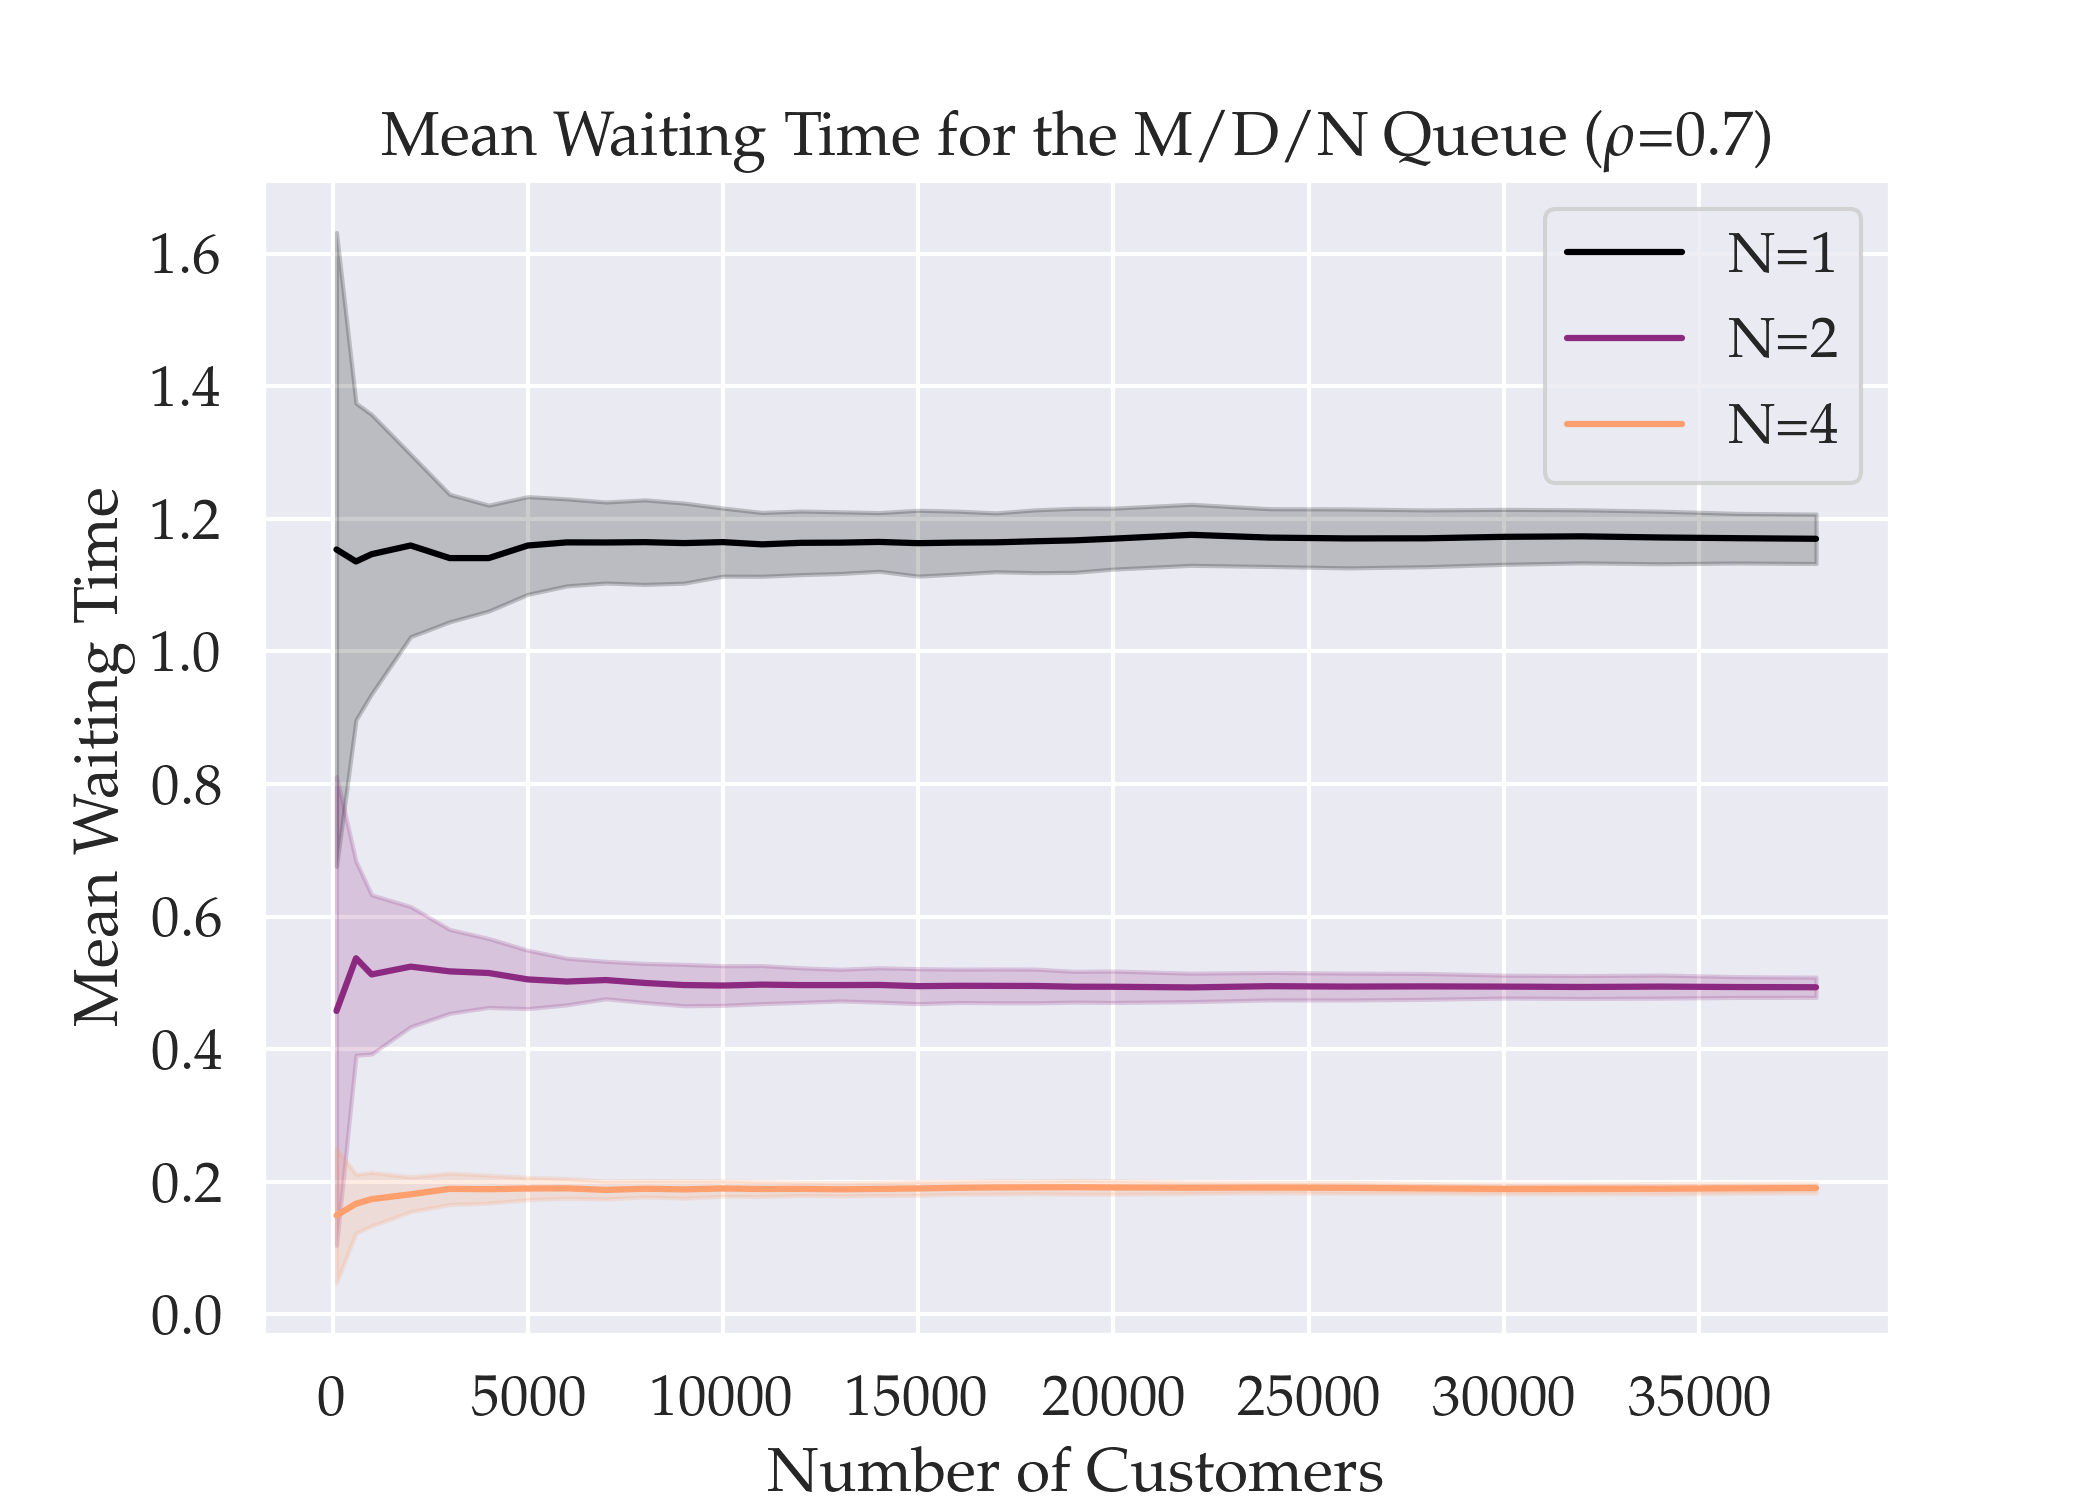 Mean Waiting Time for the M/D/N Queue (ρ=0.7)
N=1
N=2
N=4
Mean Waiting Time
1.6
1.4
1.2
1.0
0.8
0.6
0.4
0.2
0.0
0 5000 10000 15000 20000 25000 30000 35000
Number of Customers